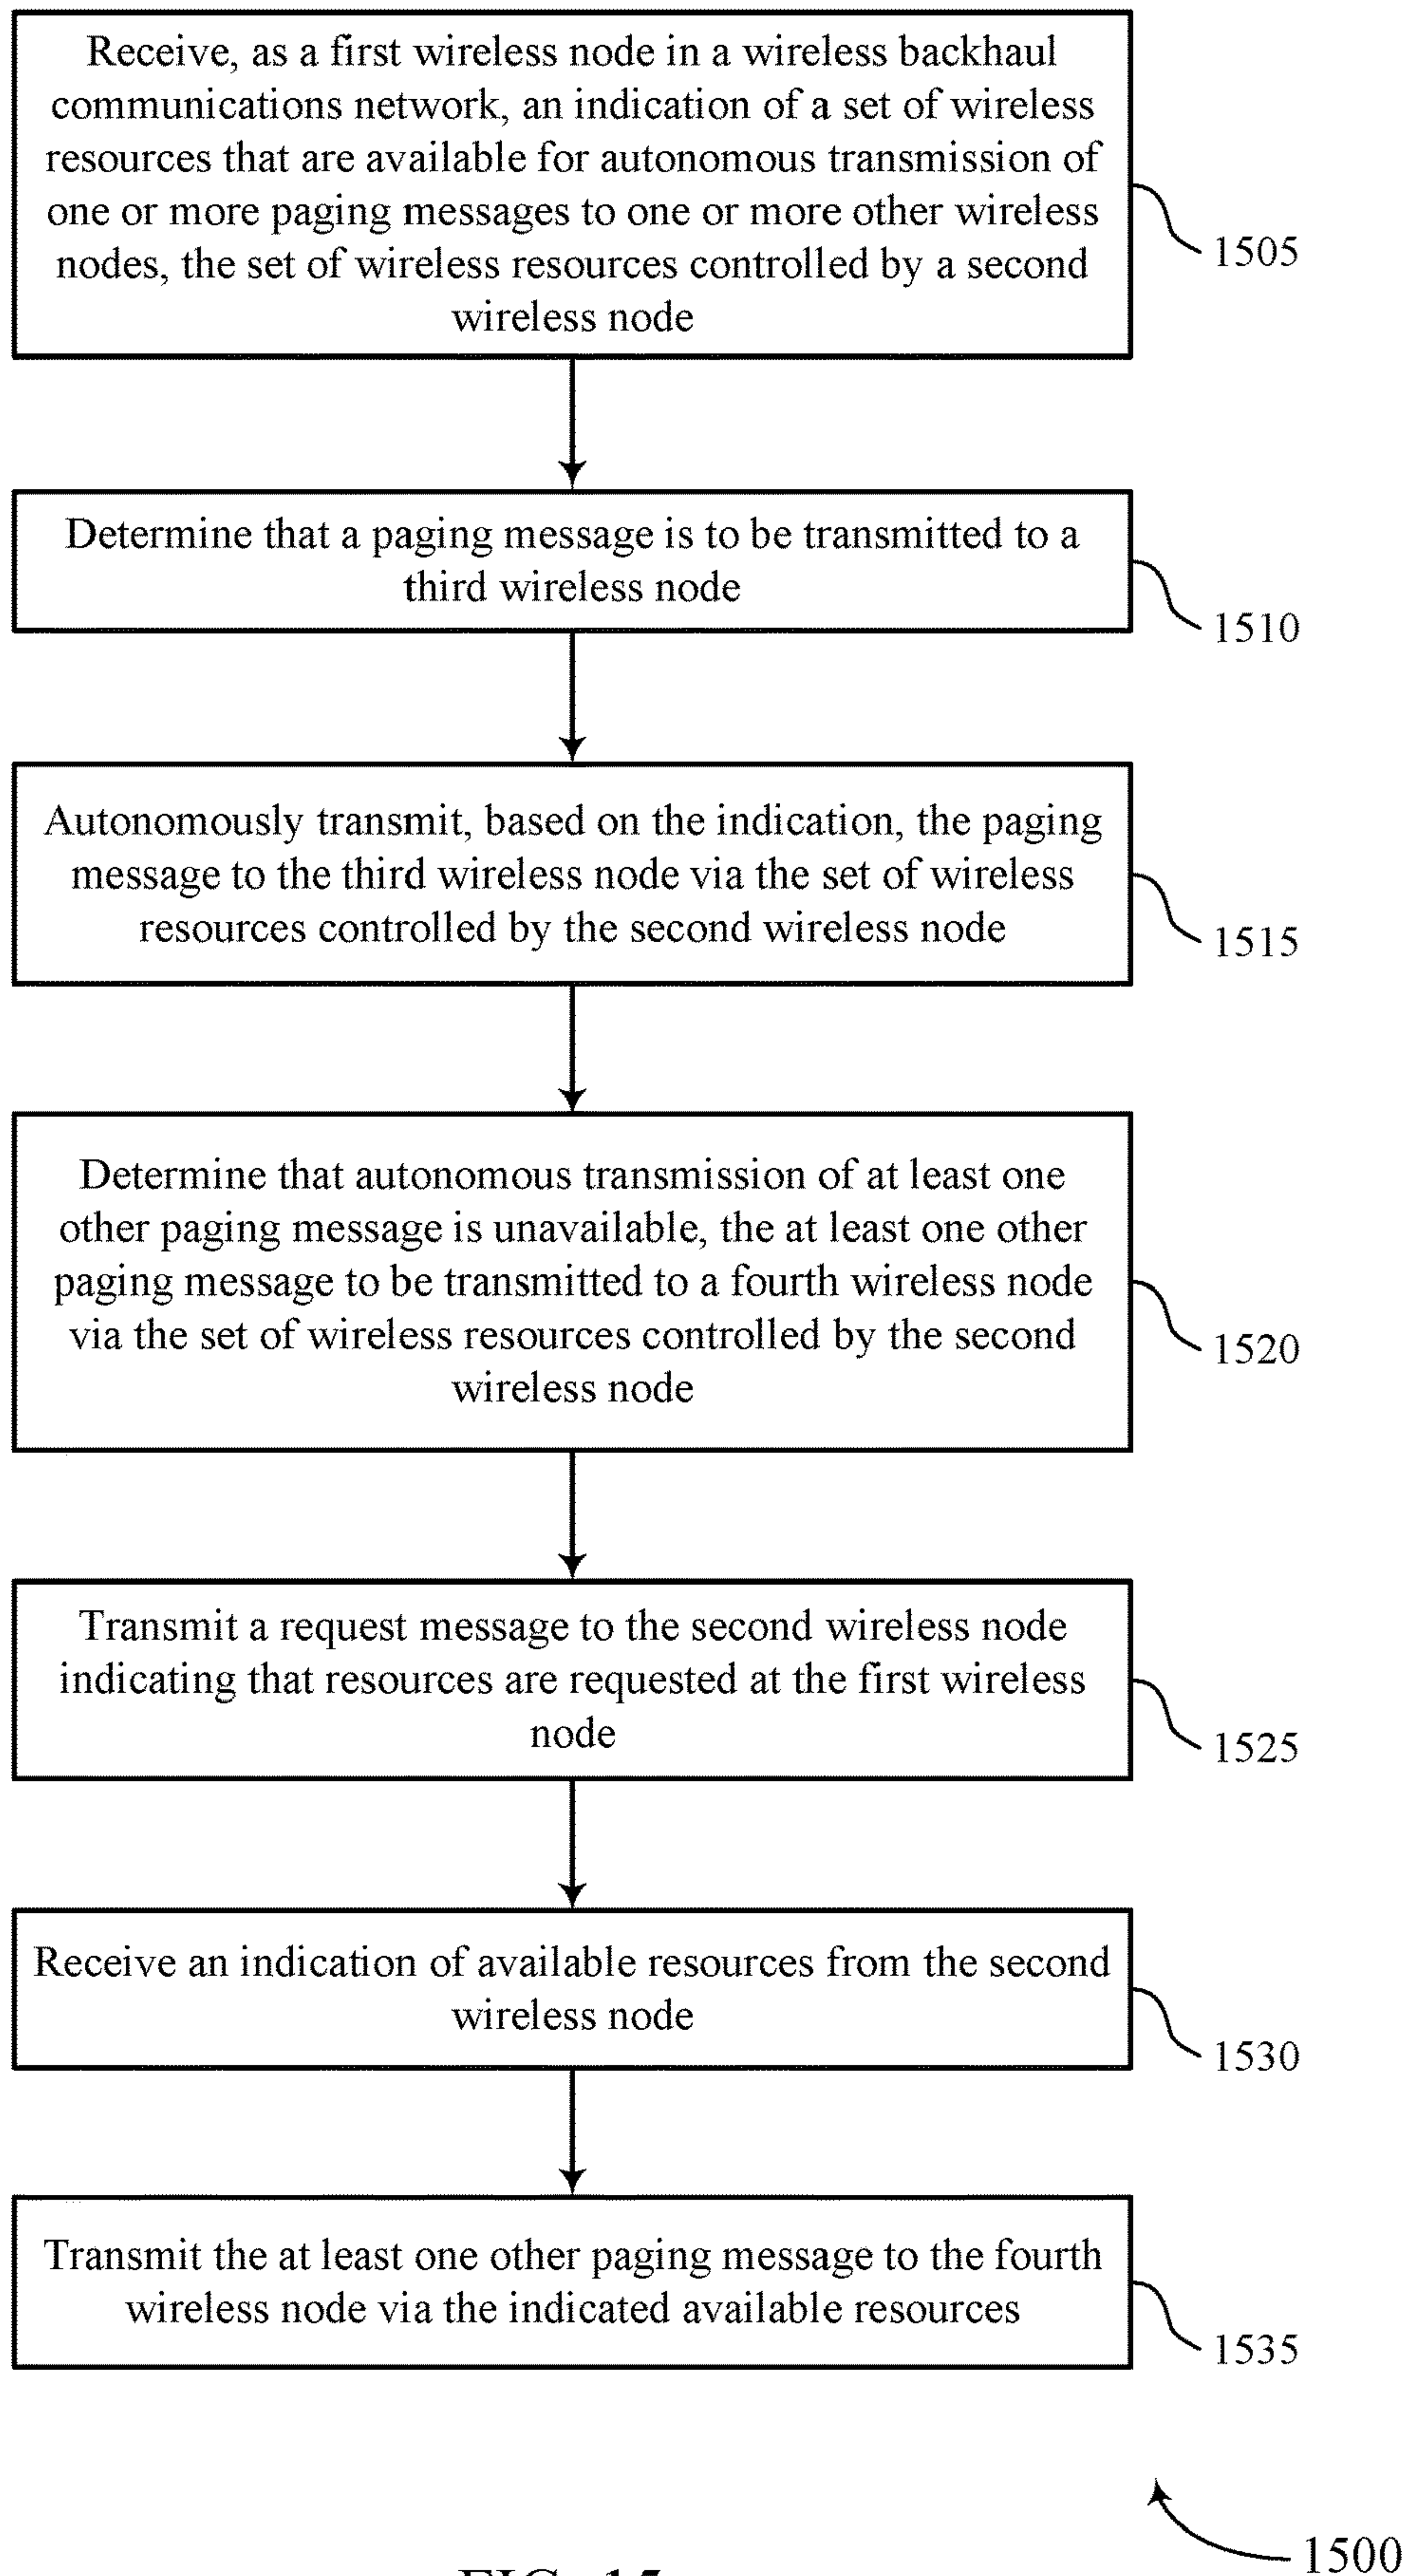 Receive, as a first wireless node in a wireless backhaul
communications network, an indication of a set of wireless
resources that are available for autonomous transmission of
one or more paging messages to one or more other wireless
nodes, the set of wireless resources controlled by a second
wireless node
1505
Determine that a paging message is to be transmitted to a
third wireless node
1510
Autonomously transmit, based on the indication, the paging
message to the third wireless node via the set of wireless
resources controlled by the second wireless node
1515
Determine that autonomous transmission of at least one
other paging message is unavailable, the at least one other
paging message to be transmitted to a fourth wireless node
via the set of wireless resources controlled by the second
wireless node
1520
Transmit a request message to the second wireless node
indicating that resources are requested at the first wireless
node
1525
Receive an indication of available resources from the second
wireless node
1530
Transmit the at least one other paging message to the fourth
wireless node via the indicated available resources
1535
1500